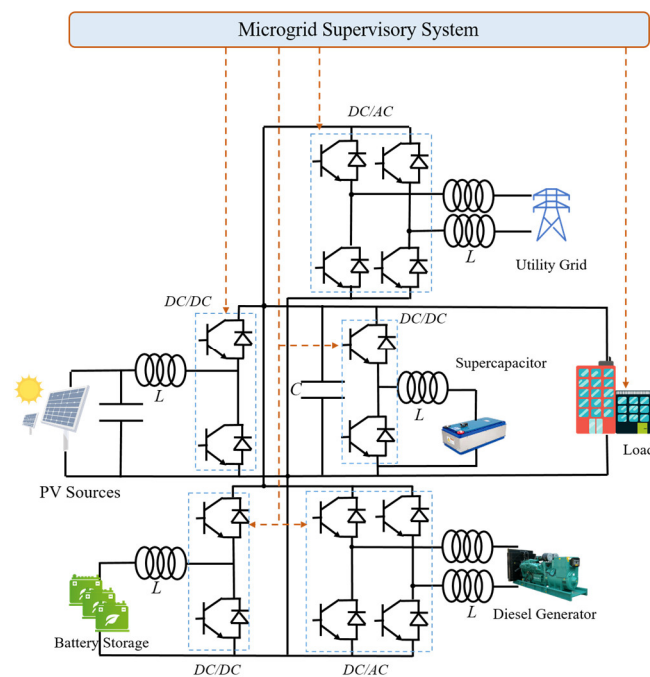 Microgrid Supervisory System
DC/AC
L
Utility Grid
DC/DC
DC/DC
Supercapacitor
L
C
L
Load
PV Sources
L
L
Battery Storage
Diesel Generator
DC/DC
DC/AC